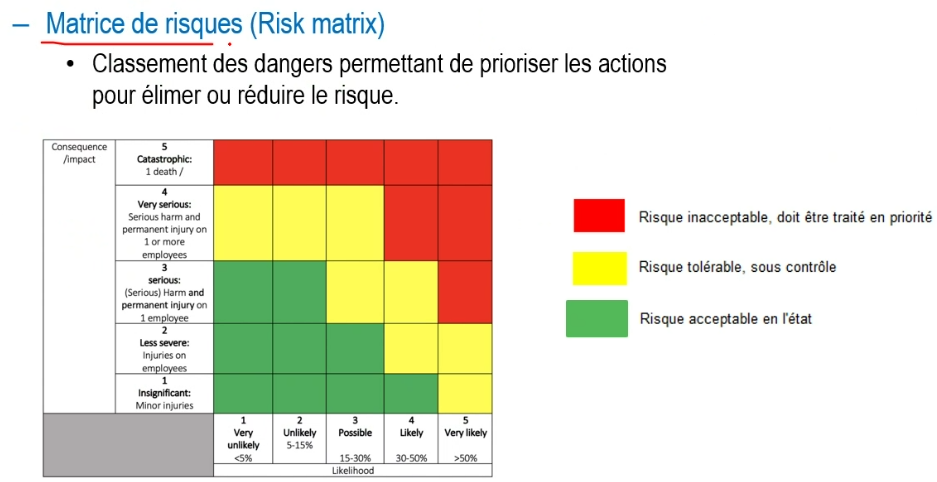 – Matrice de risques (Risk matrix)
• Classement des dangers permettant de prioriser les actions
pour élimer ou réduire le risque.
Consequence
/impact
5
Catastrophic:
1 death /
4
Very serious:
Serious harm and
permanent injury on
1 or more
employees
3
serious:
(Serious) Harm and
permanent injury on
1 employee
2
Less severe:
Injuries on
employees
1
Insignificant:
Minor injuries
1
Very
unlikely
<5%
2
Unlikely
5-15%
3
Possible
15-30%
4
Likely
30-50%
5
Very likely
>50%
Likelihood
Risque inacceptable, doit être traité en priorité
Risque tolérable, sous contrôle
Risque acceptable en l'état